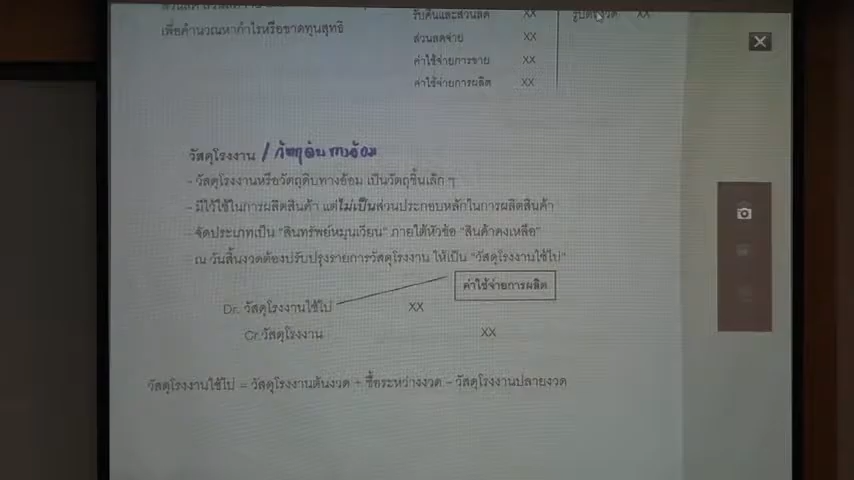 รับคืนและส่วนลด XX
เพื่อคำนวณหากำไรหรือขาดทุนสุทธิ
ส่วนลดจ่าย XX
ค่าใช้จ่ายการขาย XX
ค่าใช้จ่ายการผลิต XX
วัสดุโรงงาน / วัตถุดิบทางอ้อม
- วัสดุโรงงานหรือวัตถุดิบทางอ้อม เป็นวัตถุชิ้นเล็ก ๆ
- มีไว้ใช้ในการผลิตสินค้า แต่ไม่เป็นส่วนประกอบหลักในการผลิตสินค้า
- จัดประเภทเป็น "สินทรัพย์หมุนเวียน" ภายใต้หัวข้อ "สินค้าคงเหลือ"
ณ วันสิ้นงวดต้องปรับปรุงรายการวัสดุโรงงาน ให้เป็น "วัสดุโรงงานใช้ไป"
ค่าใช้จ่ายการผลิต
Dr. วัสดุโรงงานใช้ไป XX
Cr.วัสดุโรงงาน XX
วัสดุโรงงานใช้ไป = วัสดุโรงงานต้นงวด + ซื้อระหว่างงวด - วัสดุโรงงานปลายงวด